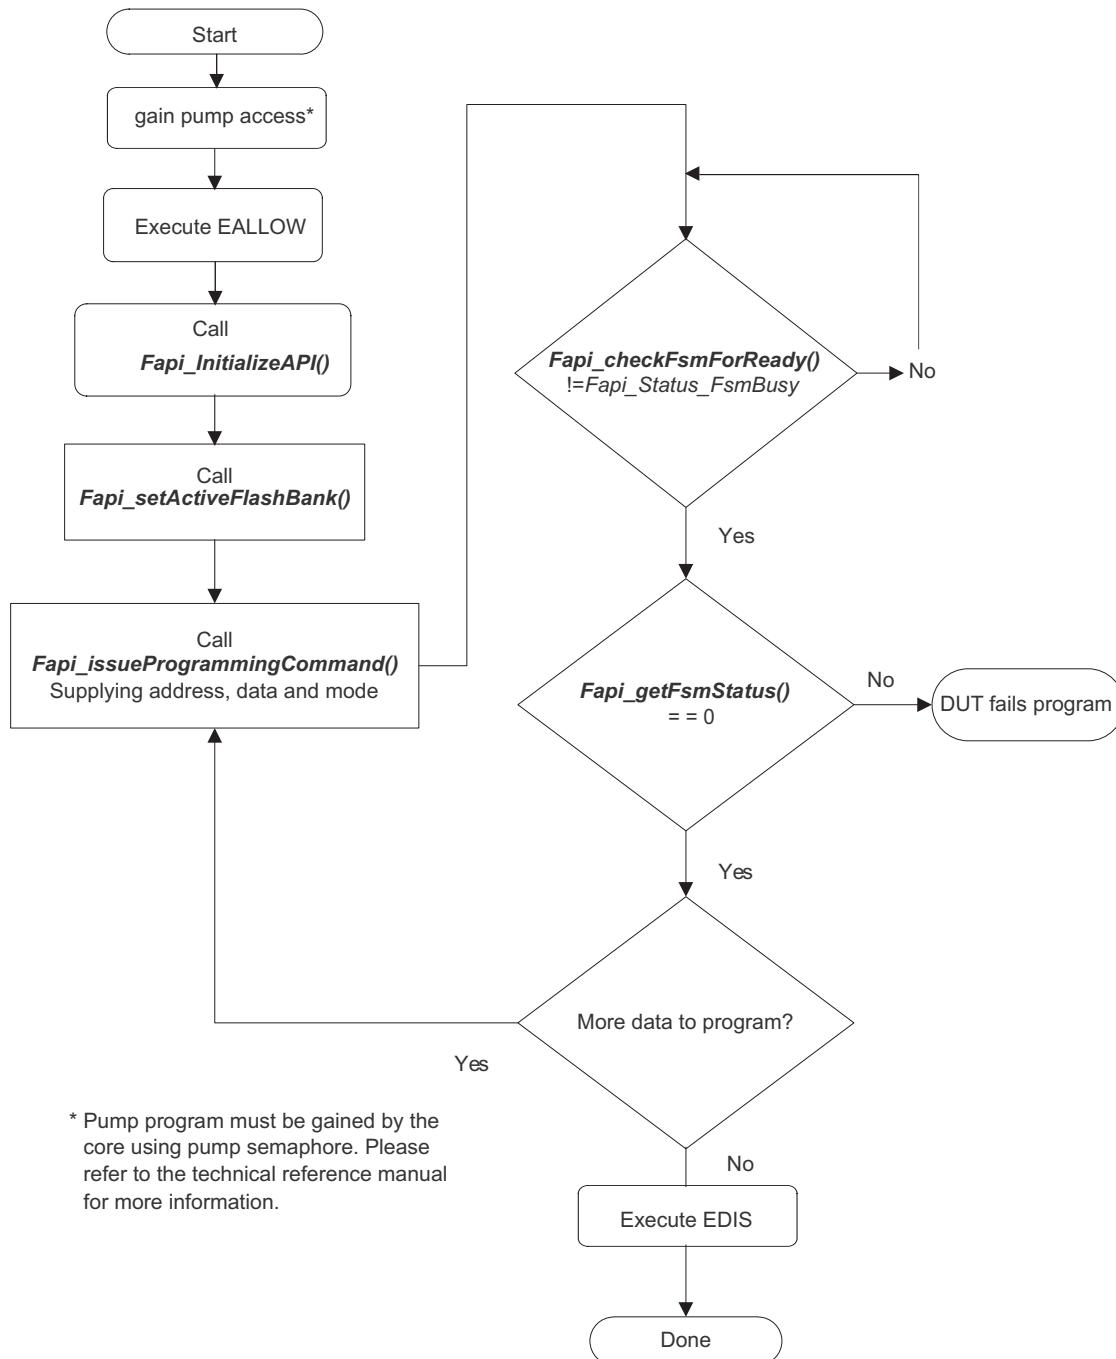 Start
gain pump access*
Execute EALLOW
Call
Fapi_InitializeAPI()
Call
Fapi_setActiveFlashBank()
Call
Fapi_issueProgrammingCommand()
Supplying address, data and mode
Fapi_checkFsmForReady()
!=Fapi_Status_FsmBusy
No
Yes
Fapi_getFsmStatus()
= = 0
No
DUT fails program
Yes
More data to program?
Yes
No
Execute EDIS
Done
* Pump program must be gained by the
core using pump semaphore. Please
refer to the technical reference manual
for more information.